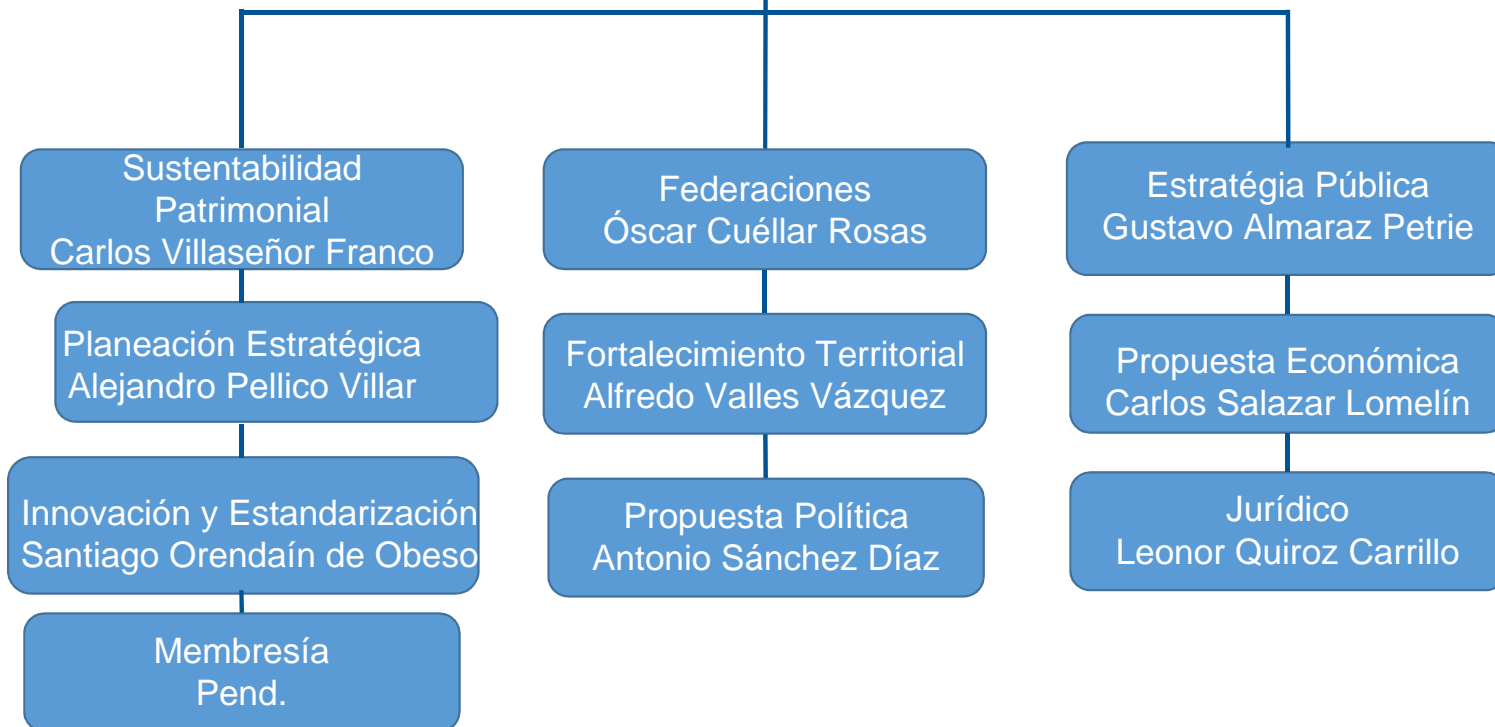 Sustentabilidad
Patrimonial
Carlos Villaseñor Franco
Planeación Estratégica
Alejandro Pellico Villar
Innovación y Estandarización
Santiago Orendaín de Obeso
Membresía
Pend.
Federaciones
Óscar Cuéllar Rosas
Fortalecimiento Territorial
Alfredo Valles Vázquez
Propuesta Política
Antonio Sánchez Díaz
Estratégia Pública
Gustavo Almaraz Petrie
Propuesta Económica
Carlos Salazar Lomelín
Jurídico
Leonor Quiroz Carrillo